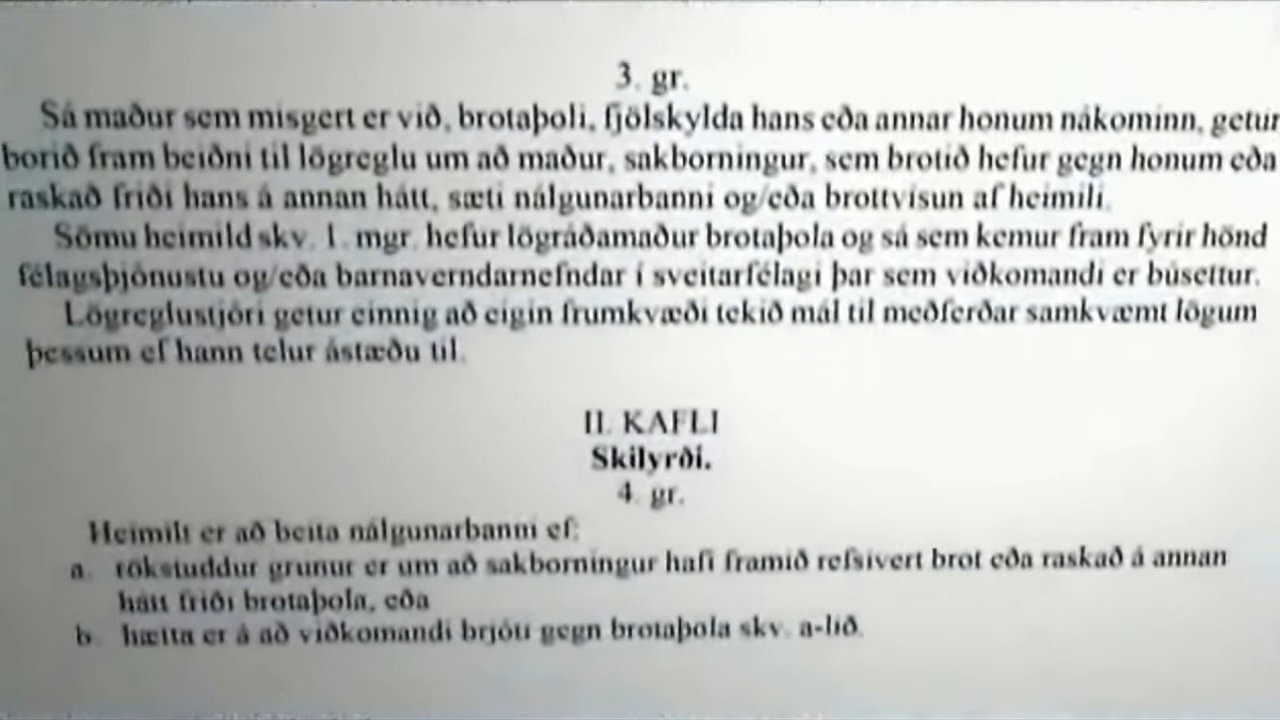 3. gr.
Sá maður sem misgert er við, brotaþoli, fjölskylda hans eða annar honum nákominn, getur
borið fram beiðni til lögreglu um að maður, sakborningur, sem brotið hefur gegn honum eða
raskað friði hans á annan hátt, sæti nálgunarbanni og/eða brottvísun af heimili.
Sömu heimild skv. 1. mgr. hefur lögráðamaður brotaþola og sá sem kemur fram fyrir hönd
félagsþjónustu og/eða barnaverndarnefndar í sveitarfélagi þar sem viðkomandi er búsettur.
Lögreglustjóri getur einnig að eigin frumkvæði tekið mál til meðferðar samkvæmt lögum
þessum ef hann telur ástæðu til.
II. KAFLI
Skilyrði.
4. gr.
Heimilt er að beita nálgunarbanni ef:
a. rökstuddur grunur er um að sakborningur hafi framið refsivert brot eða raskað á annan
hátt friði brotaþola, eða
b. hætta er á að viðkomandi brjóti gegn brotaþola skv. a-lið.